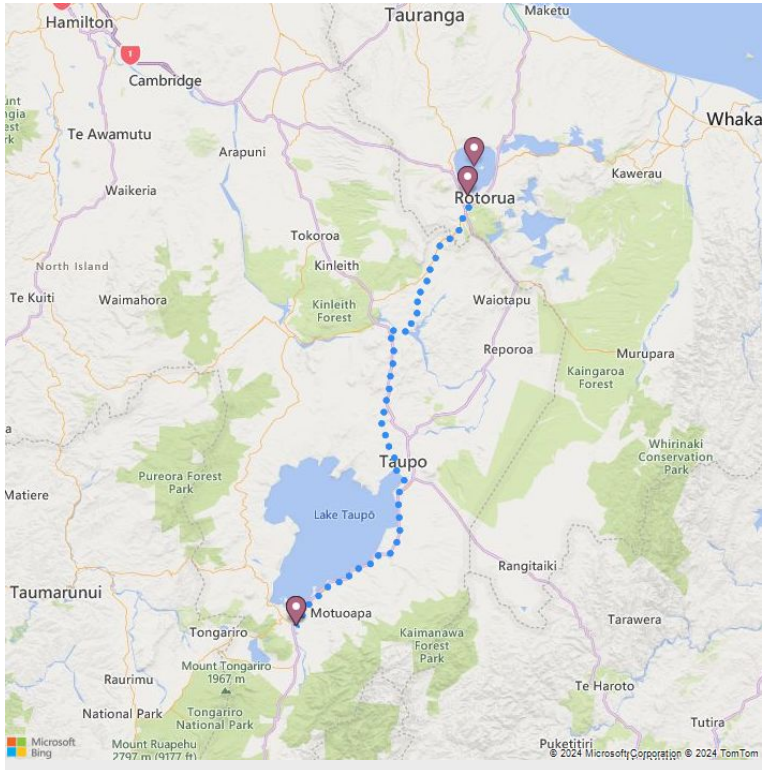 Tauranga
Maketu
Hamilton
1
Cambridge
Whaka
Te Awamutu
Arapuni
Kawerau
Rotorua
Waikeria
Tokoroa
North Island
Kinleith
Te Kuiti
Waimahora
Kinleith
Forest
Waiotapu
Reporoa
Murupara
Kaingaroa
Forest
a
Taupo
Whirinaki
Conservation
Park
Pureora Forest
Park
Matiere
Lake Taupō
Rangitaiki
Taumarunui
Motuoapa
Tarawera
Tongariro
Kaimanawa
Forest
Park
Mount Tongariro
1967 m
Raurimu
Te Haroto
National Park
Tongariro
National Park
Tutira
Microsoft
Bing
Mount Ruapehu
2797 m (9177 ft)
Puketitiri
© 2024 Microsoft Corporation © 2024 TomTom